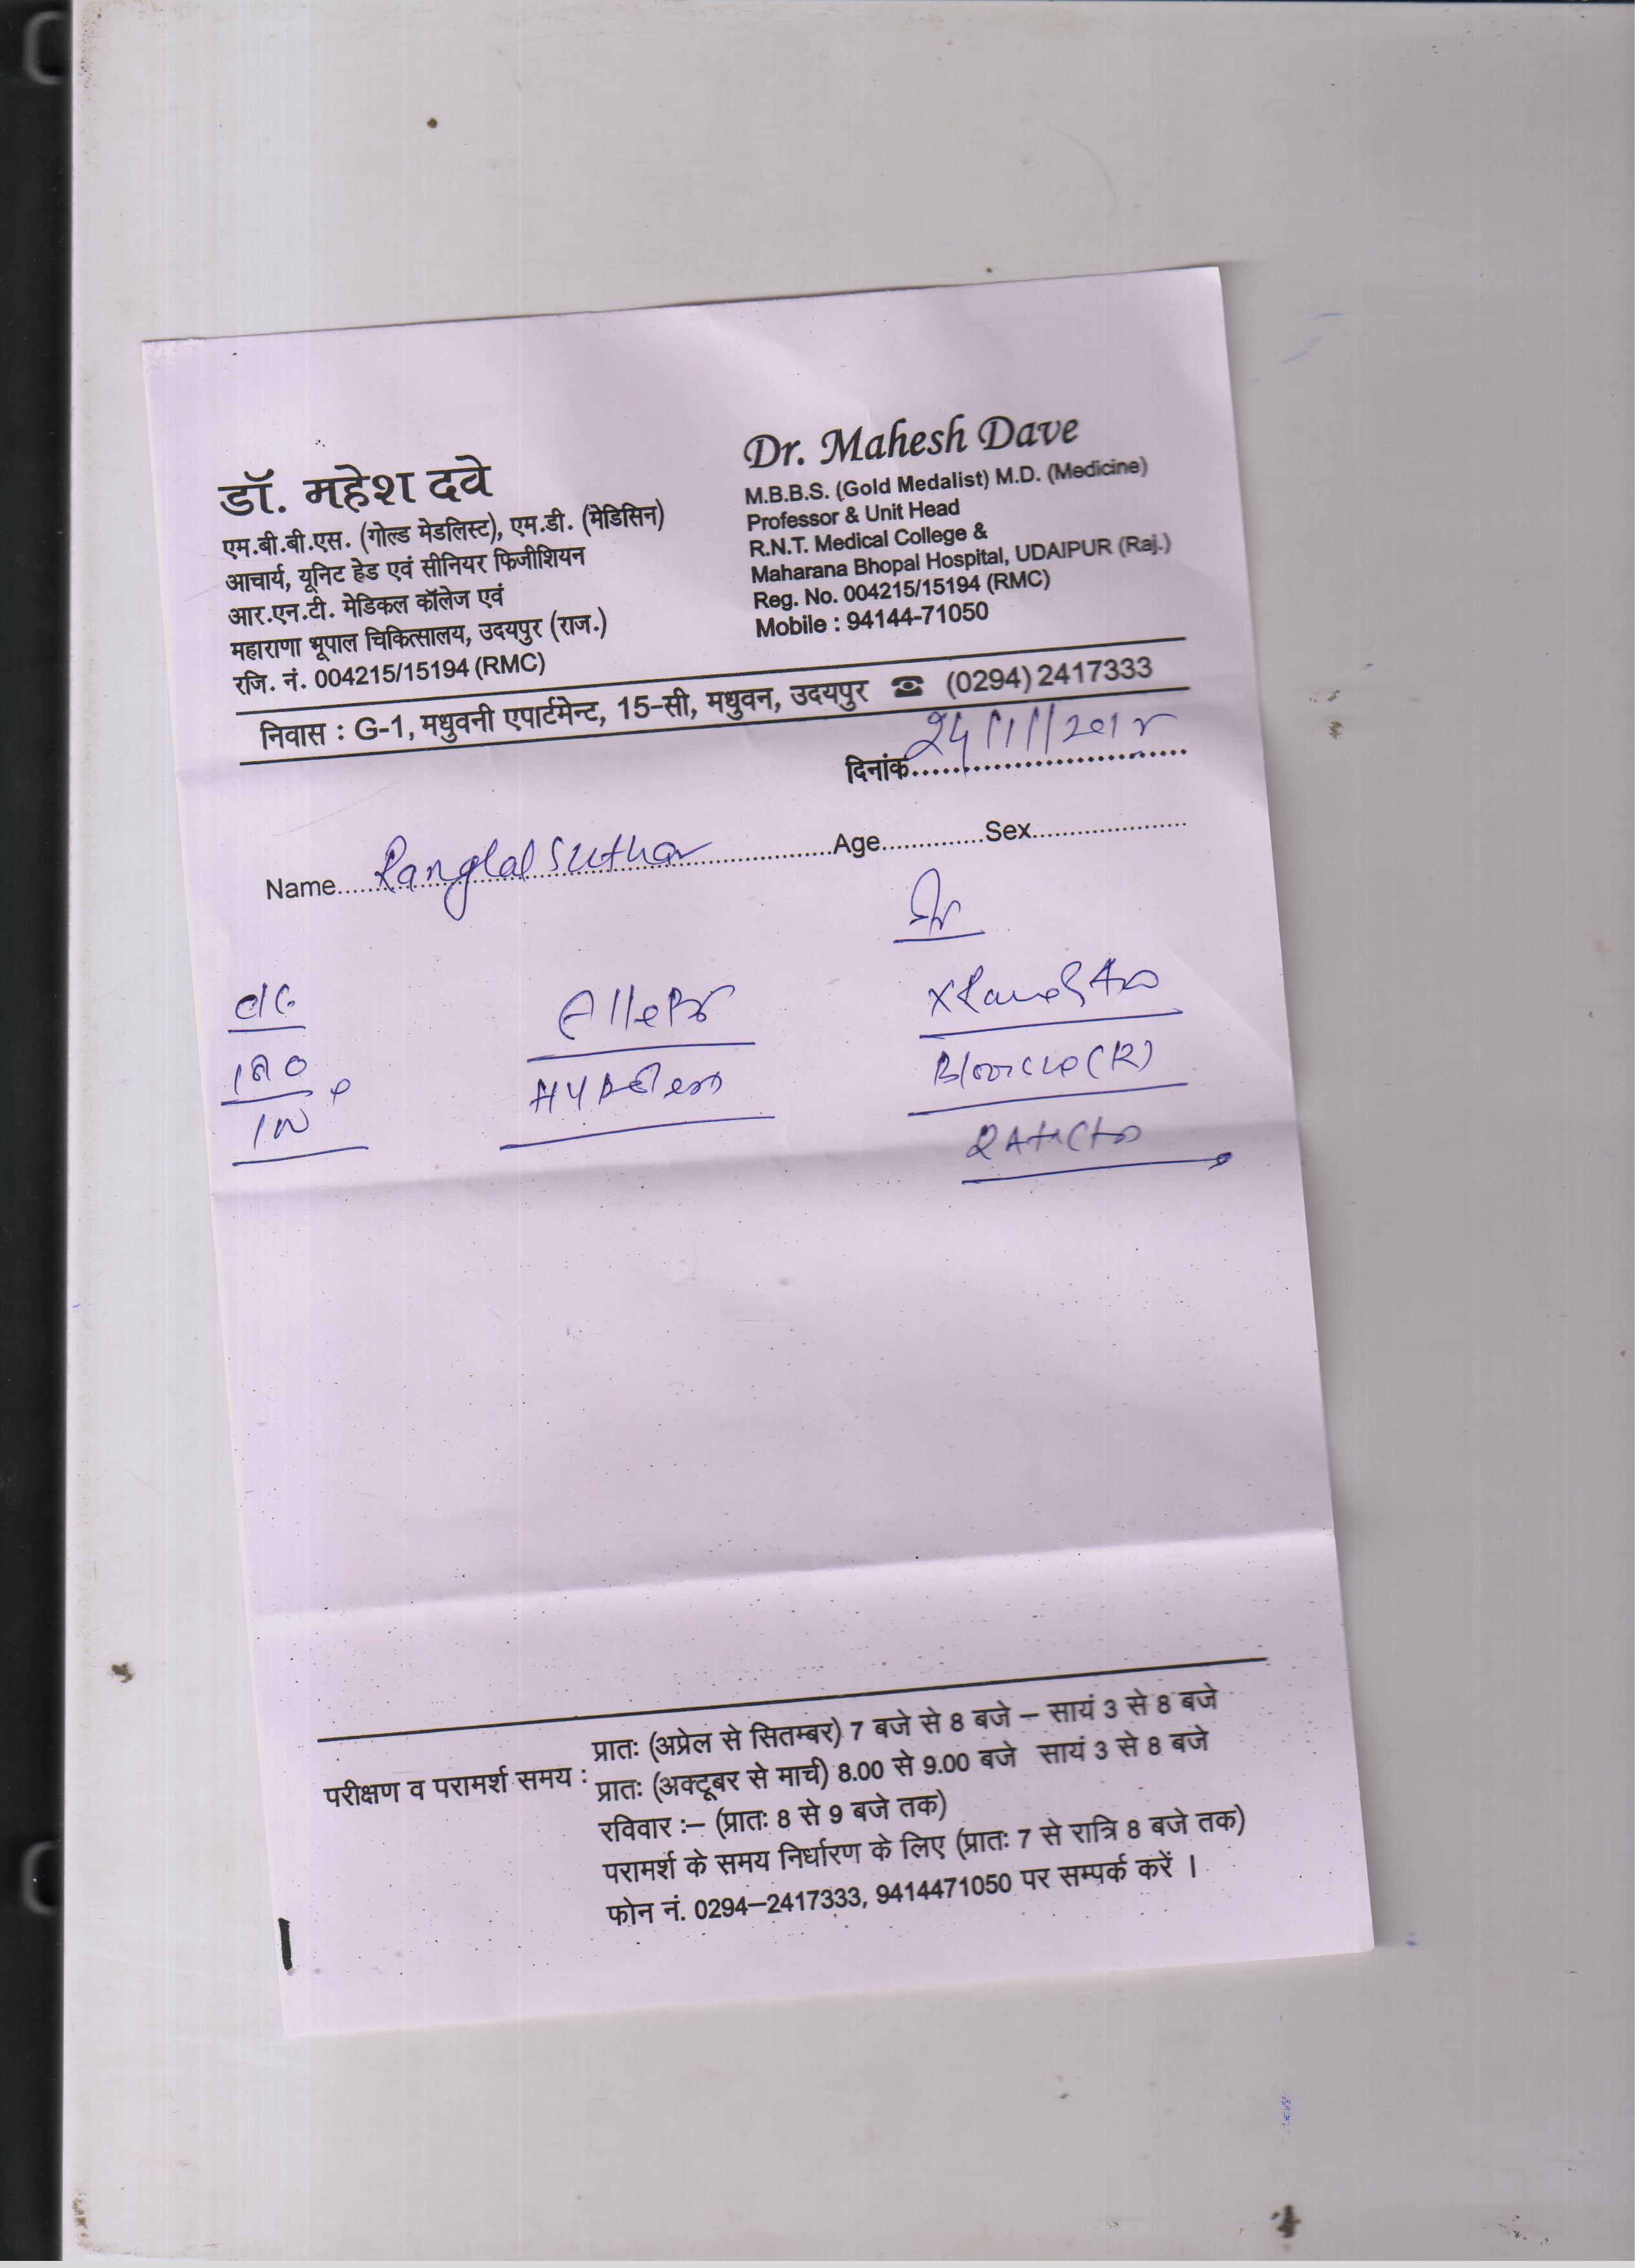 डॉ. महेश दवे
एम.बी.बी.एस. (गोल्ड मेडलिस्ट), एम.डी. (मेडिसिन)
आचार्य, यूनिट हेड एवं सीनियर फिजीशियन
आर.एन.टी. मेडिकल कॉलेज एवं
महाराणा भूपाल चिकित्सालय, उदयपुर (राज.)
रजि. नं. 004215/15194 (RMC)
Dr. Mahesh Dave
M.B.B.S. (Gold Medalist) M.D. (Medicine)
Professor & Unit Head
R.N.T. Medical College &
Maharana Bhopal Hospital, UDAIPUR (Raj.)
Reg. No. 004215/15194 (RMC)
Mobile : 94144-71050
निवास : G-1, मधुवनी एपार्टमेन्ट, 15-सी, मधुवन, उदयपुर ☎ (0294) 2417333
दिनांक
Name Ranglal Suthar Age Sex
परीक्षण व परामर्श समय :
प्रातः (अप्रेल से सितम्बर) 7 बजे से 8 बजे – सायं 3 से 8 बजे
प्रातः (अक्टूबर से मार्च) 8.00 से 9.00 बजे सायं 3 से 8 बजे
रविवार :– (प्रातः 8 से 9 बजे तक)
परामर्श के समय निर्धारण के लिए (प्रातः 7 से रात्रि 8 बजे तक)
फोन नं. 0294–2417333, 9414471050 पर सम्पर्क करें ।